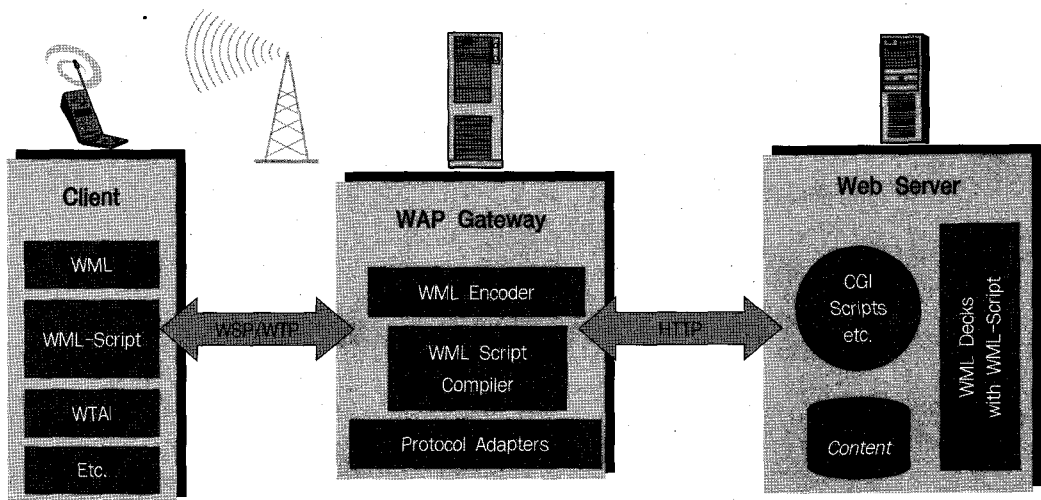 Client
WML
WML-Script
WTAI
Etc.
WSP/WTP
WAP Gateway
WML Encoder
WML Script
Compiler
Protocol Adapters
HTTP
Web Server
CGI
Scripts
etc.
Content
WML Decks
with WML-Script